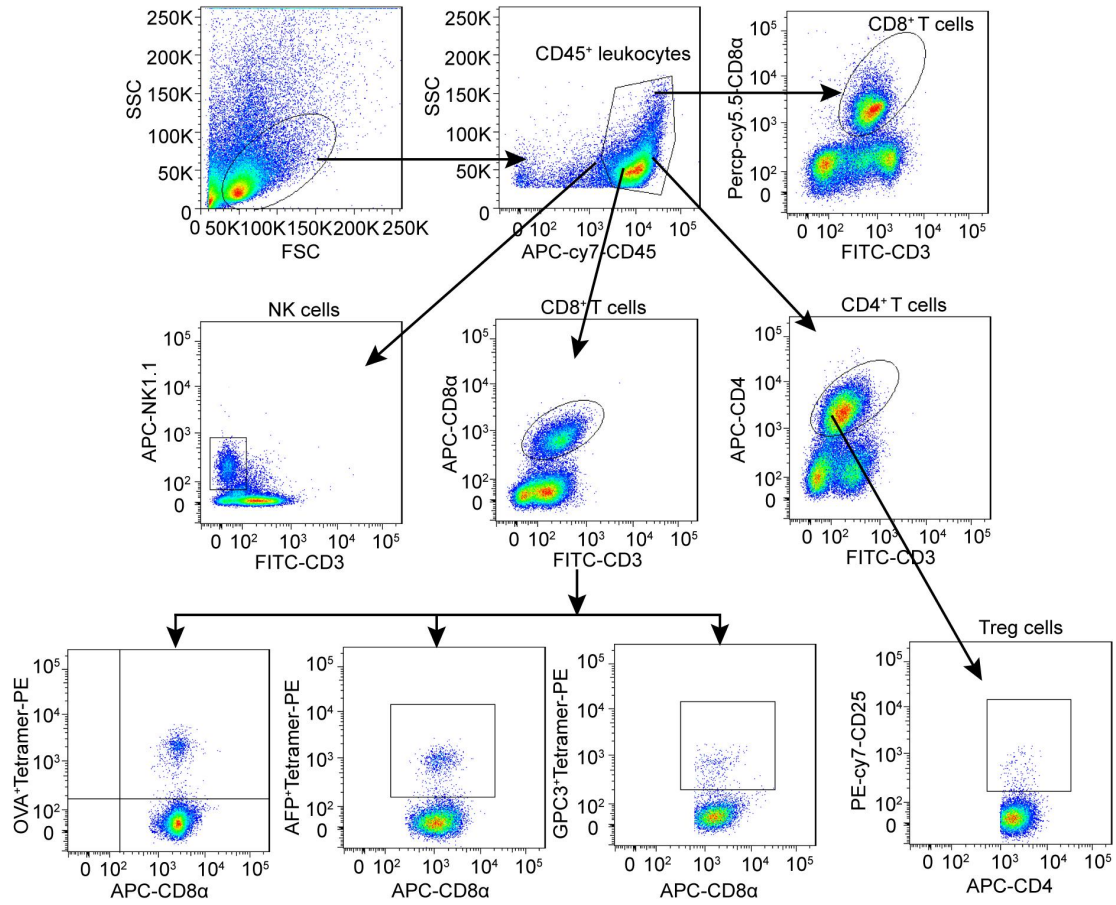 250K
200K
150K
100K
50K
0
SSC
0 50K100K150K200K250K
FSC
CD45⁺ leukocytes
250K
200K
150K
100K
50K
0
SSC
0 10² 10³ 10⁴ 10⁵
APC-cy7-CD45
CD8⁺ T cells
10⁵
10⁴
10³
10²
0
Percp-cy5.5-CD8α
0 10² 10³ 10⁴ 10⁵
FITC-CD3
NK cells
10⁵
10⁴
10³
10²
0
APC-NK1.1
0 10² 10³ 10⁴ 10⁵
FITC-CD3
CD8⁺T cells
10⁵
10⁴
10³
10²
0
APC-CD8α
0 10² 10³ 10⁴ 10⁵
FITC-CD3
CD4⁺ T cells
10⁵
10⁴
10³
10²
0
APC-CD4
0 10² 10³ 10⁴ 10⁵
FITC-CD3
10⁵
10⁴
10³
10²
0
OVA⁺Tetramer-PE
0 10² 10³ 10⁴ 10⁵
APC-CD8α
10⁵
10⁴
10³
10²
0
AFP⁺Tetramer-PE
0 10² 10³ 10⁴ 10⁵
APC-CD8α
10⁵
10⁴
10³
10²
0
GPC3⁺Tetramer-PE
0 10² 10³ 10⁴ 10⁵
APC-CD8α
Treg cells
10⁵
10⁴
10³
10²
0
PE-cy7-CD25
0 10² 10³ 10⁴ 10⁵
APC-CD4